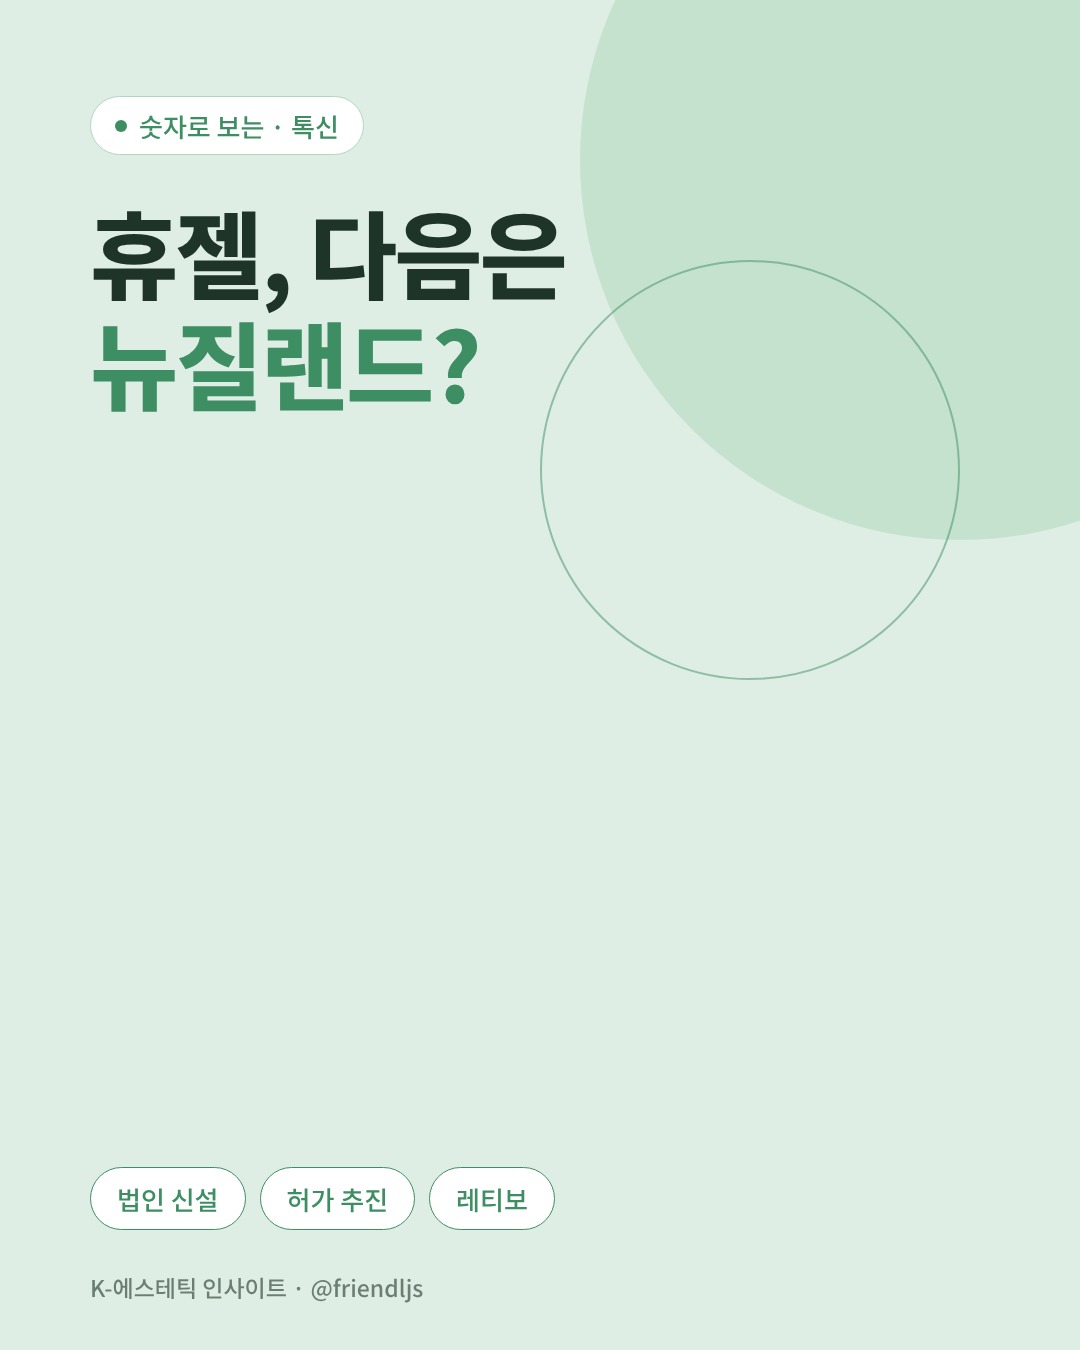 숫자로 보는 · 톡신
휴젤, 다음은
뉴질랜드?
법인 신설
허가 추진
레티보
K-에스테틱 인사이트 · @friendljs